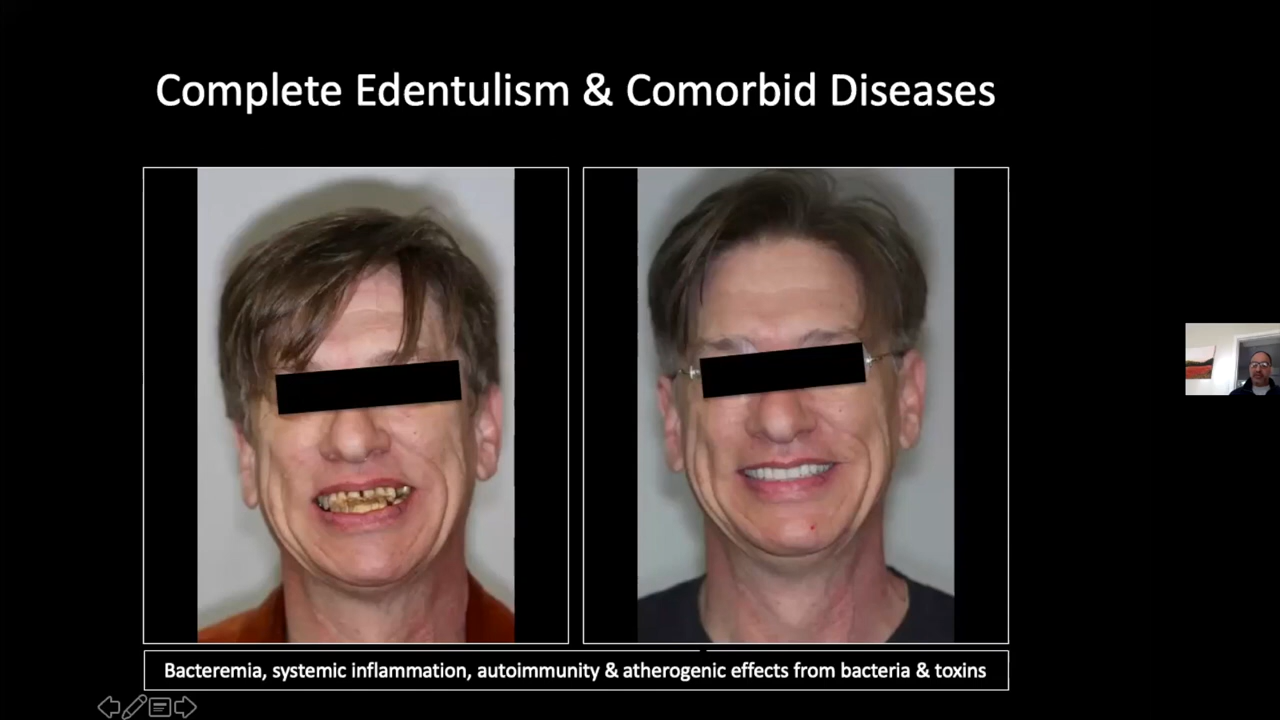 Complete Edentulism & Comorbid Diseases
Bacteremia, systemic inflammation, autoimmunity & atherogenic effects from bacteria & toxins